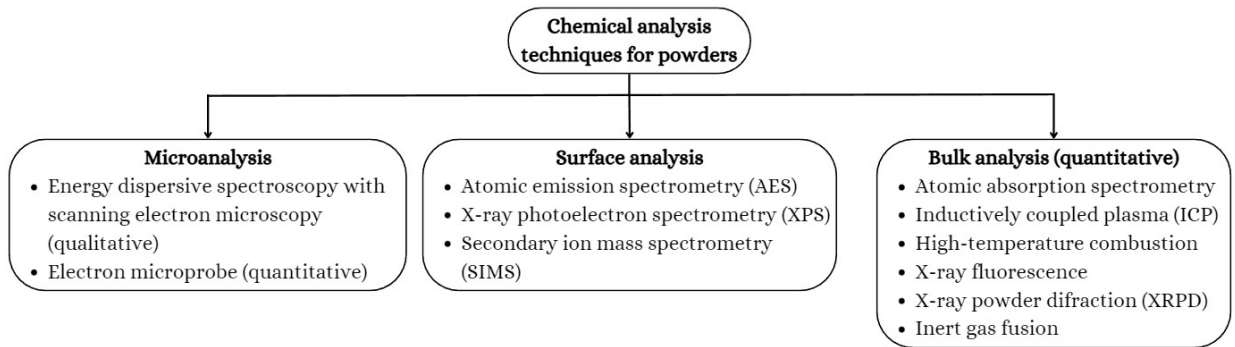 Chemical analysis
techniques for powders
Microanalysis
• Energy dispersive spectroscopy with
scanning electron microscopy
(qualitative)
• Electron microprobe (quantitative)
Surface analysis
• Atomic emission spectrometry (AES)
• X-ray photoelectron spectrometry (XPS)
• Secondary ion mass spectrometry
(SIMS)
Bulk analysis (quantitative)
• Atomic absorption spectrometry
• Inductively coupled plasma (ICP)
• High-temperature combustion
• X-ray fluorescence
• X-ray powder difraction (XRPD)
• Inert gas fusion